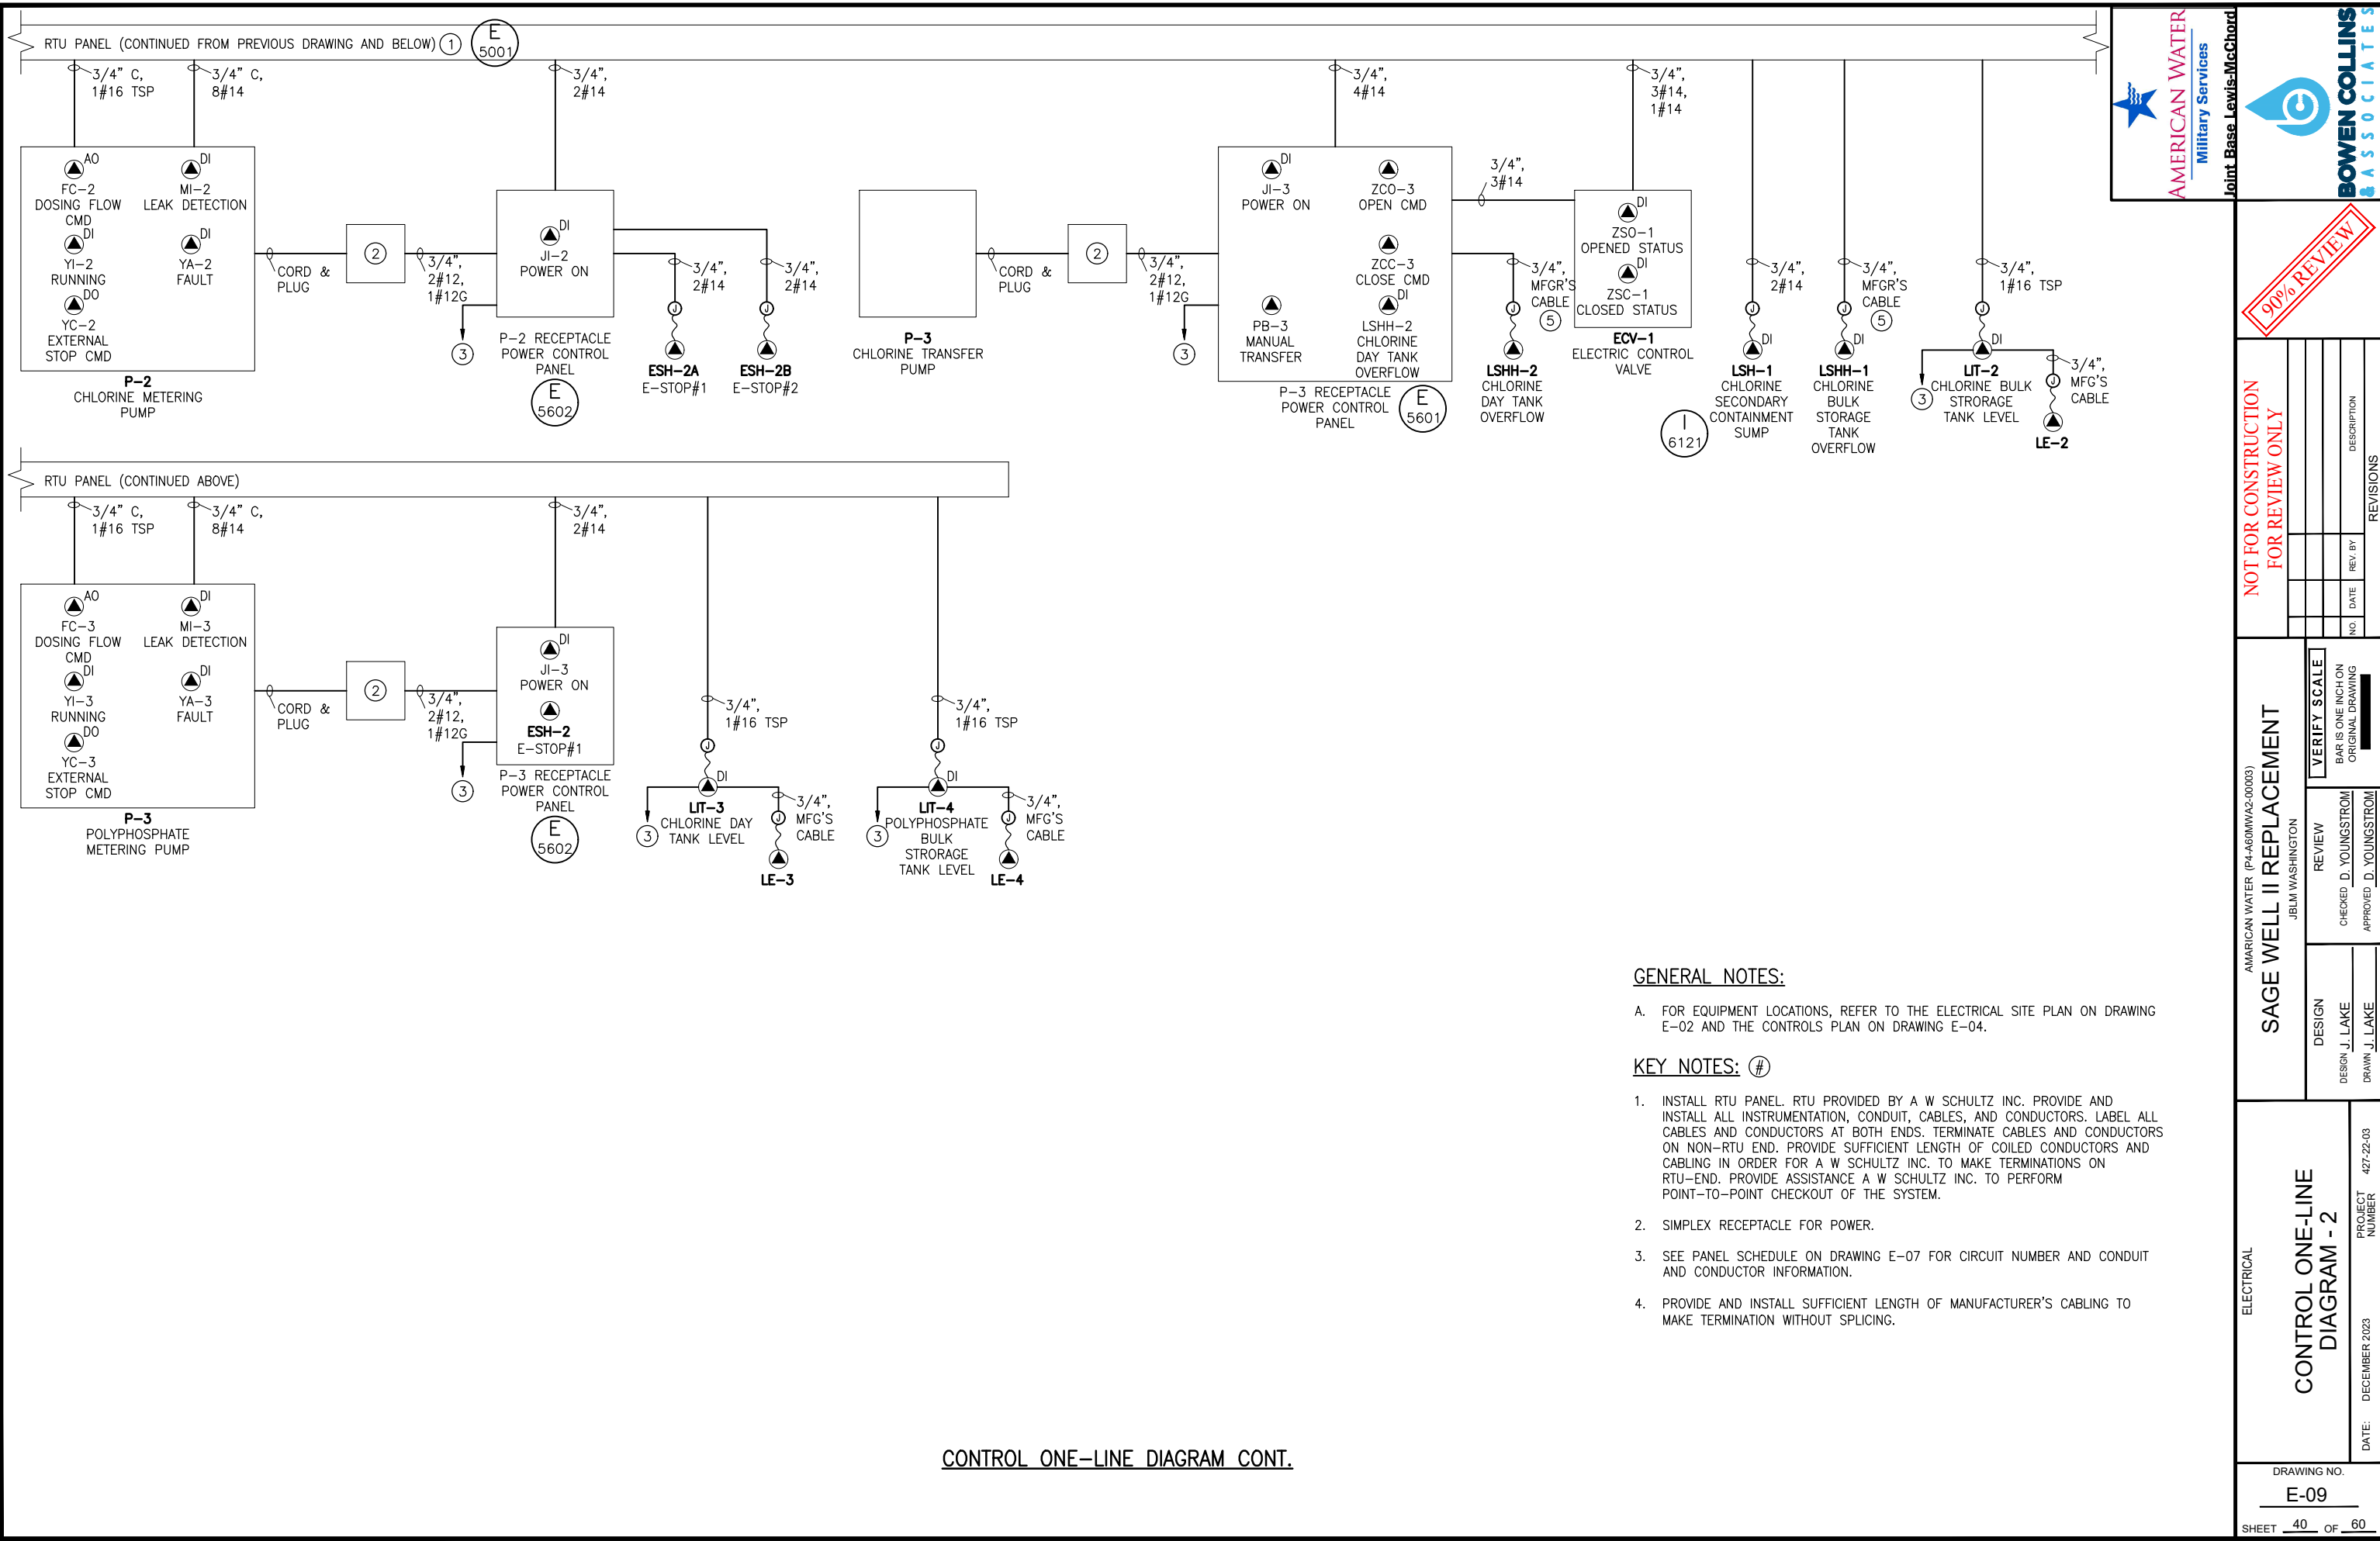 RTU PANEL (CONTINUED FROM PREVIOUS DRAWING AND BELOW) 1
E
5001
3/4" C,
1#16 TSP
3/4" C,
8#14
3/4",
2#14
3/4",
4#14
3/4",
3#14,
1#14
AO
FC-2
DOSING FLOW
CMD
DI
YI-2
RUNNING
DO
YC-2
EXTERNAL
STOP CMD
DI
MI-2
LEAK DETECTION
DI
YA-2
FAULT
P-2
CHLORINE METERING
PUMP
CORD &
PLUG
2
3/4",
2#12,
1#12G
3
DI
JI-2
POWER ON
P-2 RECEPTACLE
POWER CONTROL
PANEL
E
5602
3/4",
2#14
J
ESH-2A
E-STOP#1
3/4",
2#14
J
ESH-2B
E-STOP#2
P-3
CHLORINE TRANSFER
PUMP
CORD &
PLUG
2
3/4",
2#12,
1#12G
3
DI
JI-3
POWER ON
PB-3
MANUAL
TRANSFER
ZCO-3
OPEN CMD
ZCC-3
CLOSE CMD
DI
LSHH-2
CHLORINE
DAY TANK
OVERFLOW
P-3 RECEPTACLE
POWER CONTROL
PANEL
E
5601
3/4",
3#14
3/4",
MFGR'S
CABLE
5
J
LSHH-2
CHLORINE
DAY TANK
OVERFLOW
DI
ZSO-1
OPENED STATUS
DI
ZSC-1
CLOSED STATUS
ECV-1
ELECTRIC CONTROL
VALVE
3/4",
2#14
J
DI
LSH-1
CHLORINE
SECONDARY
CONTAINMENT
SUMP
I
6121
3/4",
MFGR'S
CABLE
5
J
DI
LSHH-1
CHLORINE
BULK
STORAGE
TANK
OVERFLOW
3/4",
1#16 TSP
J
DI
LIT-2
CHLORINE BULK
STRORAGE
TANK LEVEL
3
3/4",
MFG'S
CABLE
J
LE-2
RTU PANEL (CONTINUED ABOVE)
3/4" C,
1#16 TSP
3/4" C,
8#14
3/4",
2#14
AO
FC-3
DOSING FLOW
CMD
DI
YI-3
RUNNING
DO
YC-3
EXTERNAL
STOP CMD
DI
MI-3
LEAK DETECTION
DI
YA-3
FAULT
P-3
POLYPHOSPHATE
METERING PUMP
CORD &
PLUG
2
3/4",
2#12,
1#12G
3
DI
JI-3
POWER ON
ESH-2
E-STOP#1
P-3 RECEPTACLE
POWER CONTROL
PANEL
E
5602
3/4",
1#16 TSP
J
DI
LIT-3
CHLORINE DAY
TANK LEVEL
3
3/4",
MFG'S
CABLE
J
LE-3
3/4",
1#16 TSP
J
DI
LIT-4
POLYPHOSPHATE
BULK
STRORAGE
TANK LEVEL
3
3/4",
MFG'S
CABLE
J
LE-4
GENERAL NOTES:
A. FOR EQUIPMENT LOCATIONS, REFER TO THE ELECTRICAL SITE PLAN ON DRAWING
E-02 AND THE CONTROLS PLAN ON DRAWING E-04.
KEY NOTES: #
1. INSTALL RTU PANEL. RTU PROVIDED BY A W SCHULTZ INC. PROVIDE AND
INSTALL ALL INSTRUMENTATION, CONDUIT, CABLES, AND CONDUCTORS. LABEL ALL
CABLES AND CONDUCTORS AT BOTH ENDS. TERMINATE CABLES AND CONDUCTORS
ON NON-RTU END. PROVIDE SUFFICIENT LENGTH OF COILED CONDUCTORS AND
CABLING IN ORDER FOR A W SCHULTZ INC. TO MAKE TERMINATIONS ON
RTU-END. PROVIDE ASSISTANCE A W SCHULTZ INC. TO PERFORM
POINT-TO-POINT CHECKOUT OF THE SYSTEM.
2. SIMPLEX RECEPTACLE FOR POWER.
3. SEE PANEL SCHEDULE ON DRAWING E-07 FOR CIRCUIT NUMBER AND CONDUIT
AND CONDUCTOR INFORMATION.
4. PROVIDE AND INSTALL SUFFICIENT LENGTH OF MANUFACTURER'S CABLING TO
MAKE TERMINATION WITHOUT SPLICING.
CONTROL ONE-LINE DIAGRAM CONT.
AMERICAN WATER
Military Services
Joint Base Lewis-McChord
BOWEN COLLINS
& ASSOCIATES
90% REVIEW
NOT FOR CONSTRUCTION
FOR REVIEW ONLY
NO.
DATE
REV. BY
DESCRIPTION
REVISIONS
AMARICAN WATER (P4-A60MWA2-00003)
SAGE WELL II REPLACEMENT
JBLM WASHINGTON
VERIFY SCALE
BAR IS ONE INCH ON
ORIGINAL DRAWING
REVIEW
CHECKED D. YOUNGSTROM
APPROVED D. YOUNGSTROM
DESIGN
DESIGN J. LAKE
DRAWN J. LAKE
ELECTRICAL
CONTROL ONE-LINE
DIAGRAM - 2
PROJECT
NUMBER
427-22-03
DATE: DECEMBER 2023
DRAWING NO.
E-09
SHEET 40 OF 60